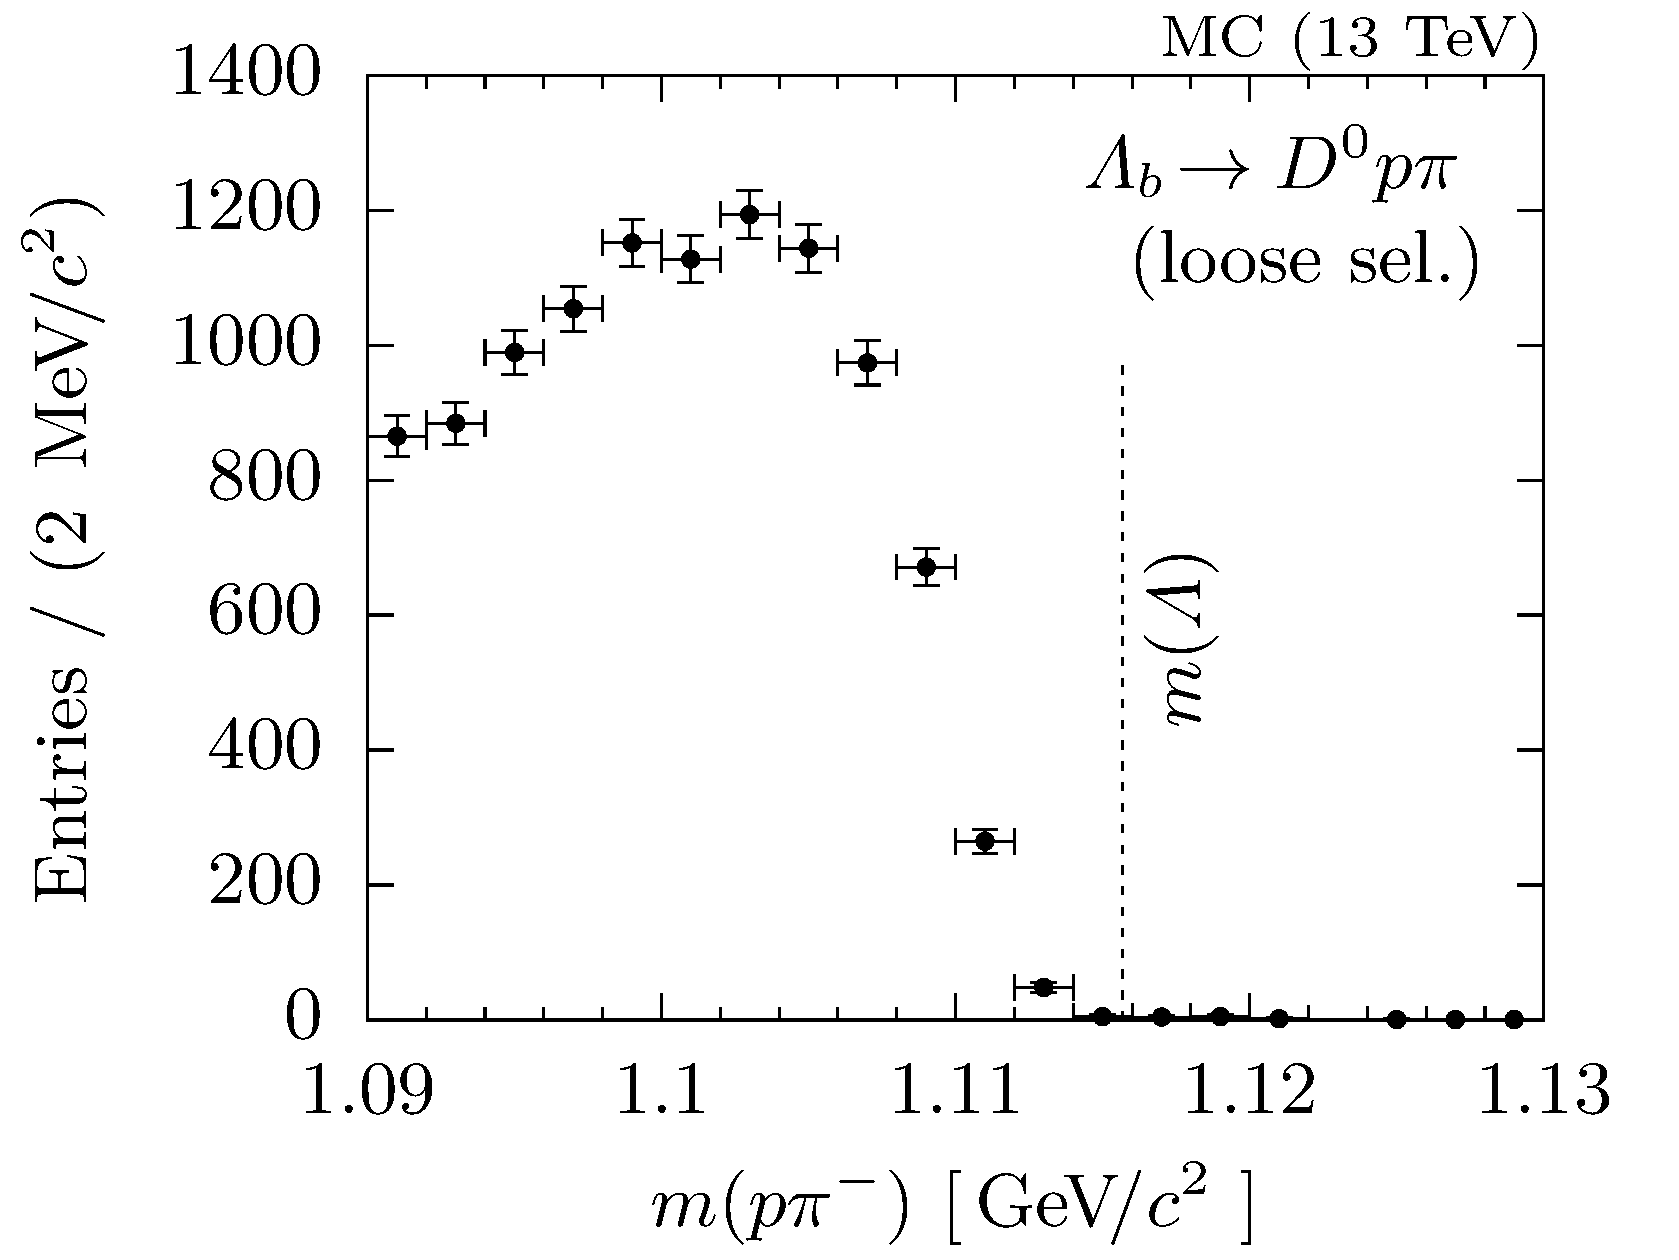 MC (13 TeV)
Λb → D⁰pπ
(loose sel.)
Entries / (2 MeV/c²)
1400
1200
1000
800
600
400
200
0
m(Λ)
1.09 1.1 1.11 1.12 1.13
m(pπ⁻) [ GeV/c² ]